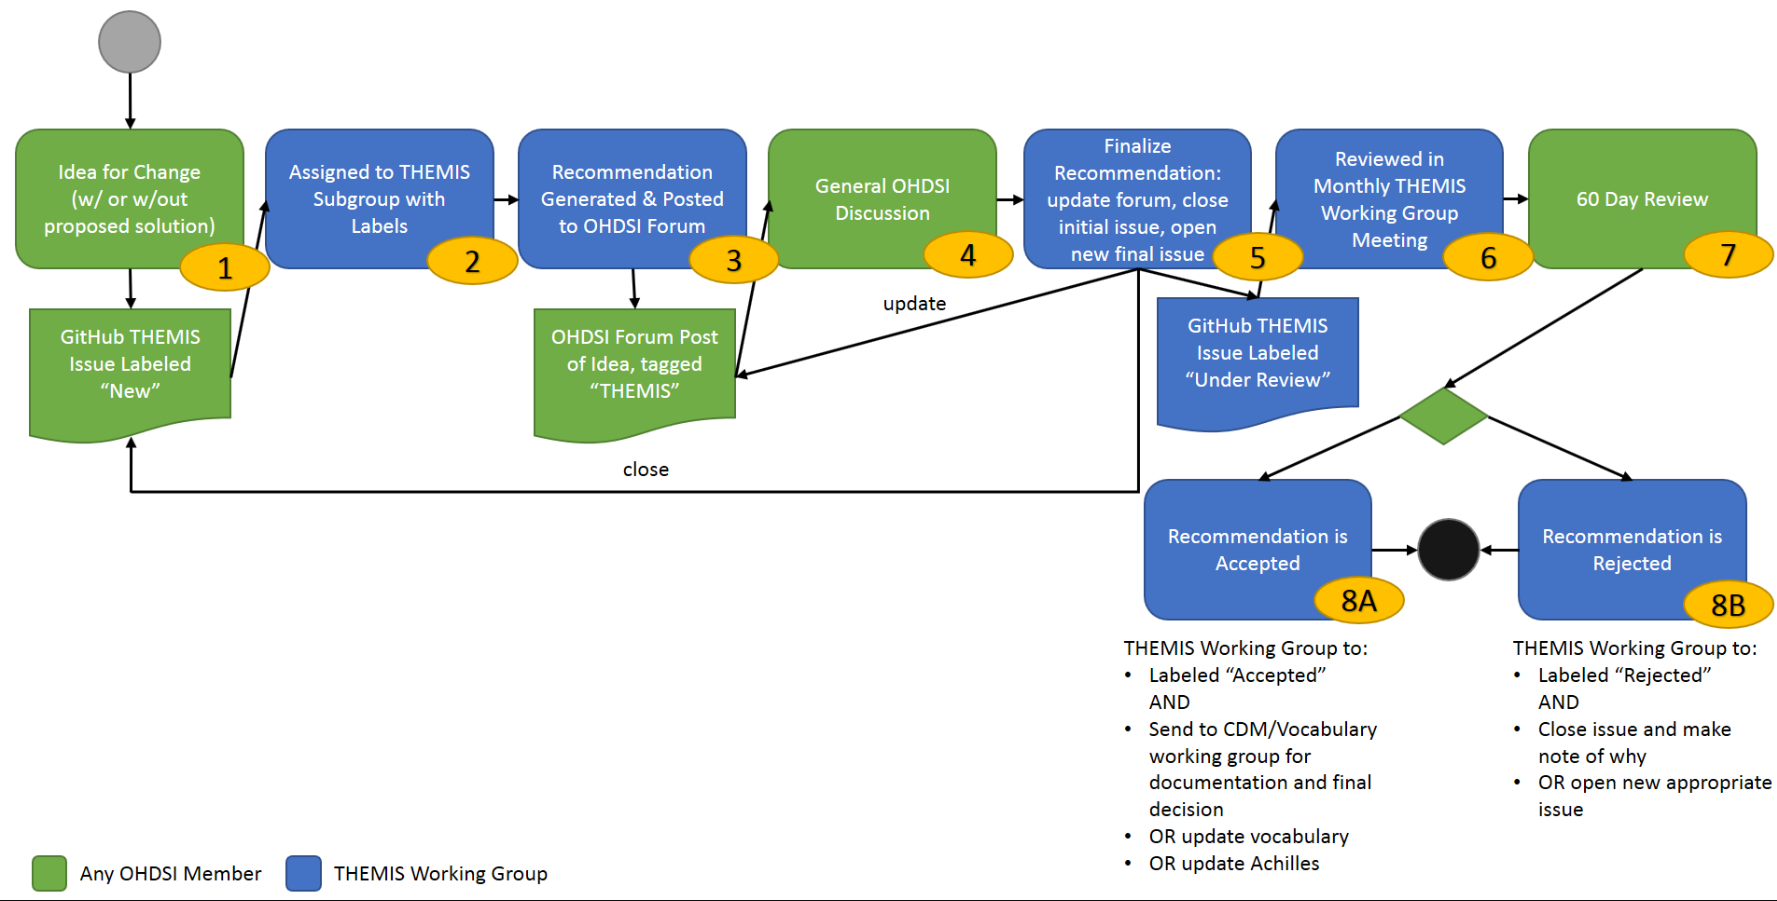 Idea for Change
(w/ or w/out
proposed solution)
1
Assigned to THEMIS
Subgroup with
Labels
2
Recommendation
Generated & Posted
to OHDSI Forum
3
General OHDSI
Discussion
4
Finalize
Recommendation:
update forum, close
initial issue, open
new final issue
5
Reviewed in
Monthly THEMIS
Working Group
Meeting
6
60 Day Review
7
GitHub THEMIS
Issue Labeled
“New”
OHDSI Forum Post
of Idea, tagged
“THEMIS”
update
GitHub THEMIS
Issue Labeled
“Under Review”
close
Recommendation is
Accepted
8A
Recommendation is
Rejected
8B
THEMIS Working Group to:
• Labeled “Accepted”
AND
• Send to CDM/Vocabulary
working group for
documentation and final
decision
• OR update vocabulary
• OR update Achilles
THEMIS Working Group to:
• Labeled “Rejected”
AND
• Close issue and make
note of why
• OR open new appropriate
issue
Any OHDSI Member
THEMIS Working Group